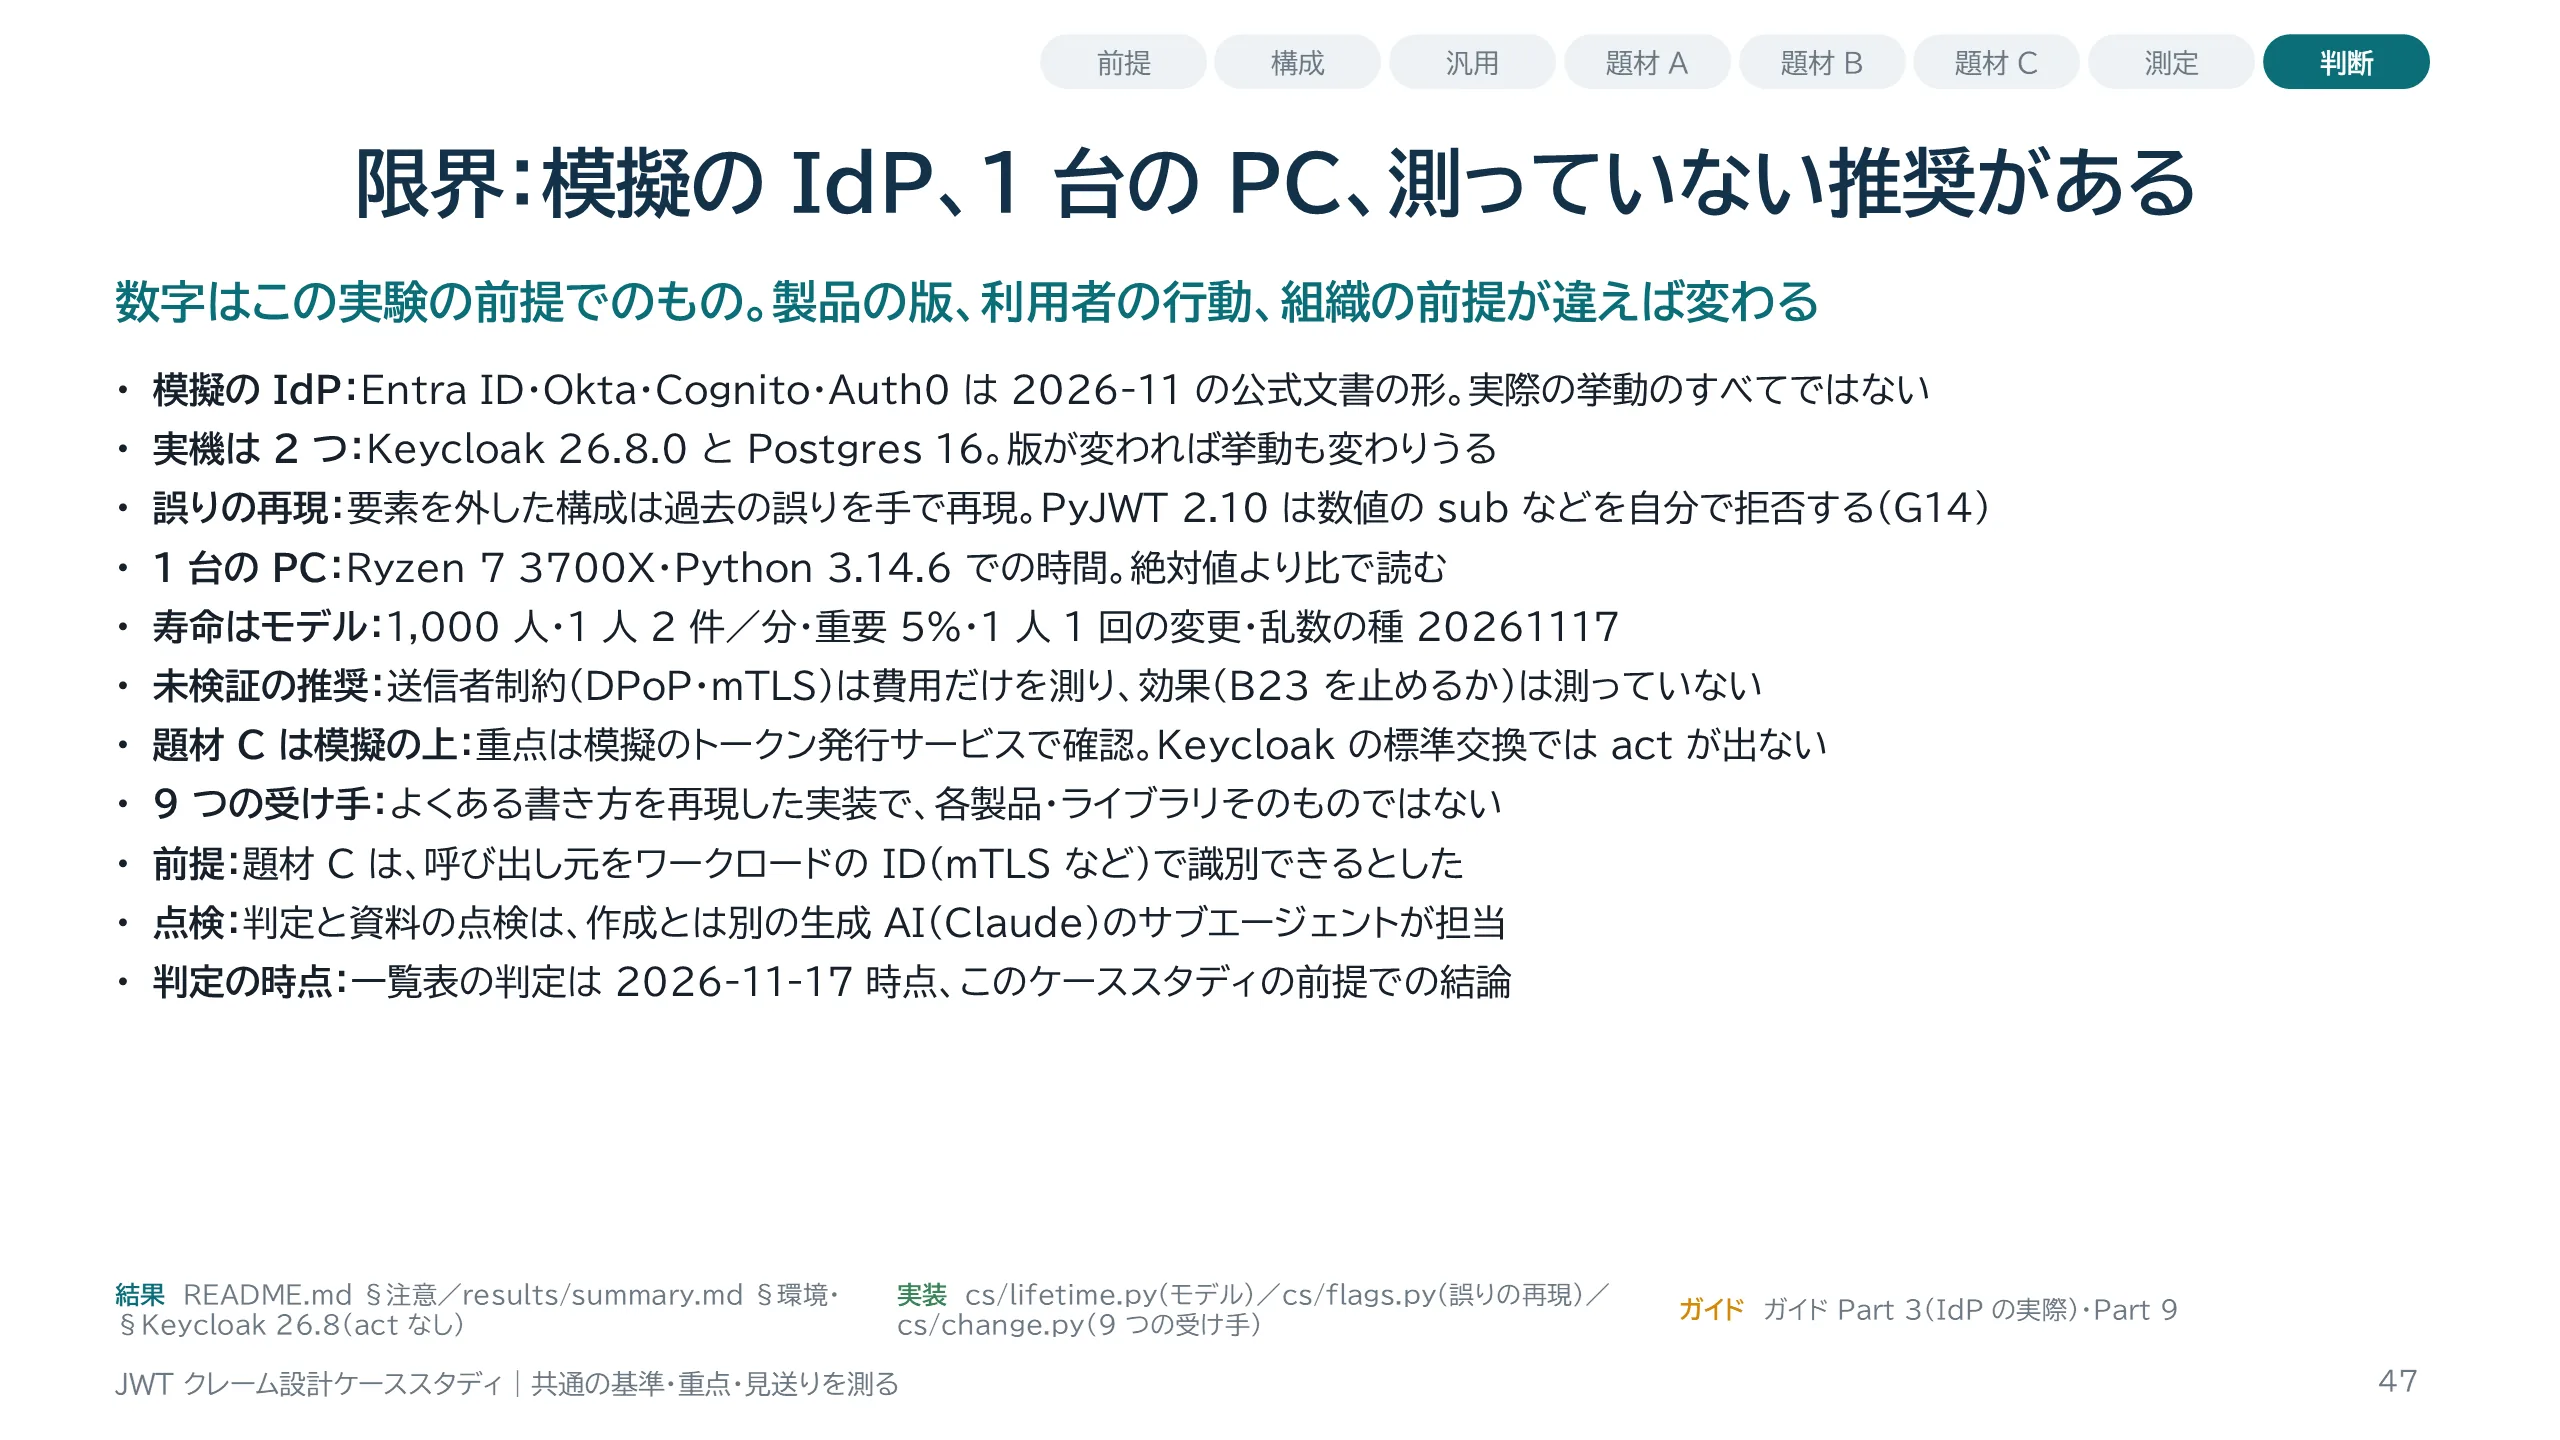 前提
構成
汎用
題材 A
題材 B
題材 C
測定
判断
限界：模擬の IdP、1 台の PC、測っていない推奨がある
数字はこの実験の前提でのもの。製品の版、利用者の行動、組織の前提が違えば変わる
・ 模擬の IdP：Entra ID・Okta・Cognito・Auth0 は 2026-11 の公式文書の形。実際の挙動のすべてではない
・ 実機は 2 つ：Keycloak 26.8.0 と Postgres 16。版が変われば挙動も変わりうる
・ 誤りの再現：要素を外した構成は過去の誤りを手で再現。PyJWT 2.10 は数値の sub などを自分で拒否する（G14）
・ 1 台の PC：Ryzen 7 3700X・Python 3.14.6 での時間。絶対値より比で読む
・ 寿命はモデル：1,000 人・1 人 2 件／分・重要 5%・1 人 1 回の変更・乱数の種 20261117
・ 未検証の推奨：送信者制約（DPoP・mTLS）は費用だけを測り、効果（B23 を止めるか）は測っていない
・ 題材 C は模擬の上：重点は模擬のトークン発行サービスで確認。Keycloak の標準交換では act が出ない
・ 9 つの受け手：よくある書き方を再現した実装で、各製品・ライブラリそのものではない
・ 前提：題材 C は、呼び出し元をワークロードの ID（mTLS など）で識別できるとした
・ 点検：判定と資料の点検は、作成とは別の生成 AI（Claude）のサブエージェントが担当
・ 判定の時点：一覧表の判定は 2026-11-17 時点、このケーススタディの前提での結論
結果 README.md §注意／results/summary.md §環境・
§Keycloak 26.8（act なし）
実装 cs/lifetime.py（モデル）／cs/flags.py（誤りの再現）／
cs/change.py（9 つの受け手）
ガイド ガイド Part 3（IdP の実際）・Part 9
JWT クレーム設計ケーススタディ｜共通の基準・重点・見送りを測る
47